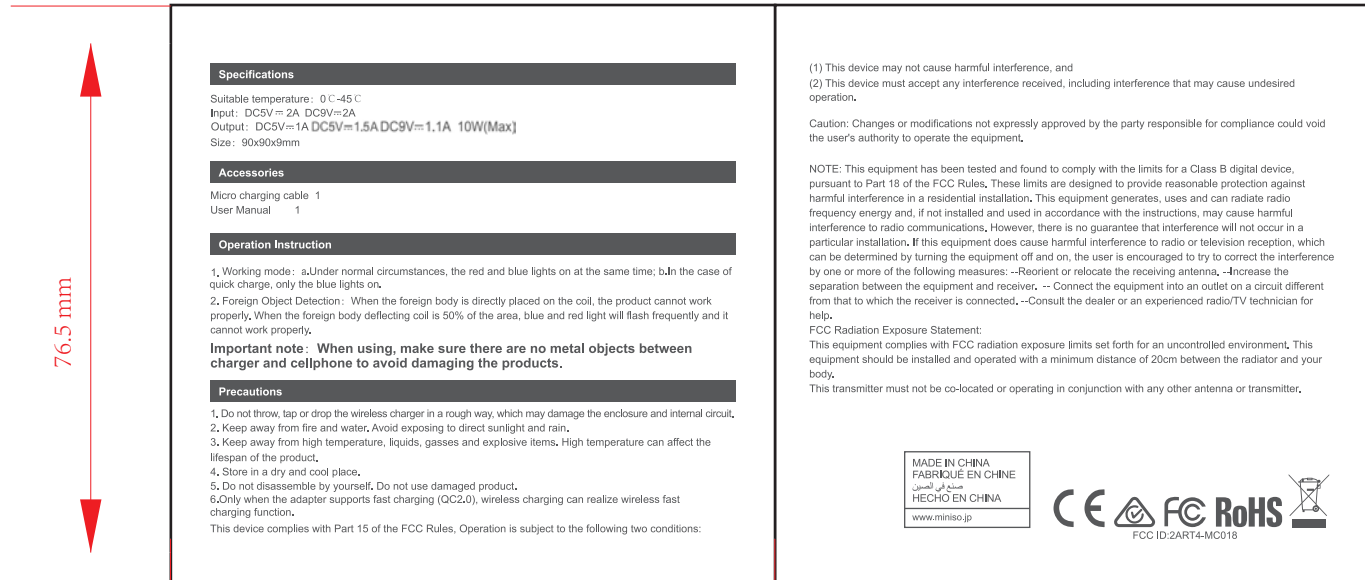 76.5 mm
Specifications
Suitable temperature: 0℃-45℃
Input: DC5V⎓2A DC9V⎓2A
Output: DC5V⎓1A DC5V⎓1.5A DC9V⎓1.1A 10W(Max)
Size: 90x90x9mm
Accessories
Micro charging cable 1
User Manual 1
Operation Instruction
1. Working mode: a.Under normal circumstances, the red and blue lights on at the same time; b.In the case of
quick charge, only the blue lights on.
2. Foreign Object Detection: When the foreign body is directly placed on the coil, the product cannot work
properly. When the foreign body deflecting coil is 50% of the area, blue and red light will flash frequently and it
cannot work properly.
Important note: When using, make sure there are no metal objects between
charger and cellphone to avoid damaging the products.
Precautions
1. Do not throw, tap or drop the wireless charger in a rough way, which may damage the enclosure and internal circuit.
2. Keep away from fire and water. Avoid exposing to direct sunlight and rain.
3. Keep away from high temperature, liquids, gasses and explosive items. High temperature can affect the
lifespan of the product.
4. Store in a dry and cool place.
5. Do not disassemble by yourself. Do not use damaged product.
6.Only when the adapter supports fast charging (QC2.0), wireless charging can realize wireless fast
charging function.
This device complies with Part 15 of the FCC Rules, Operation is subject to the following two conditions:
(1) This device may not cause harmful interference, and
(2) This device must accept any interference received, including interference that may cause undesired
operation.
Caution: Changes or modifications not expressly approved by the party responsible for compliance could void
the user's authority to operate the equipment.
NOTE: This equipment has been tested and found to comply with the limits for a Class B digital device,
pursuant to Part 18 of the FCC Rules. These limits are designed to provide reasonable protection against
harmful interference in a residential installation. This equipment generates, uses and can radiate radio
frequency energy and, if not installed and used in accordance with the instructions, may cause harmful
interference to radio communications. However, there is no guarantee that interference will not occur in a
particular installation. If this equipment does cause harmful interference to radio or television reception, which
can be determined by turning the equipment off and on, the user is encouraged to try to correct the interference
by one or more of the following measures: --Reorient or relocate the receiving antenna. --Increase the
separation between the equipment and receiver. -- Connect the equipment into an outlet on a circuit different
from that to which the receiver is connected. --Consult the dealer or an experienced radio/TV technician for
help.
FCC Radiation Exposure Statement:
This equipment complies with FCC radiation exposure limits set forth for an uncontrolled environment. This
equipment should be installed and operated with a minimum distance of 20cm between the radiator and your
body.
This transmitter must not be co-located or operating in conjunction with any other antenna or transmitter.
MADE IN CHINA
FABRIQUÉ EN CHINE
صنع في الصين
HECHO EN CHINA
www.miniso.jp
CE FC RoHS
FCC ID:2ART4-MC018